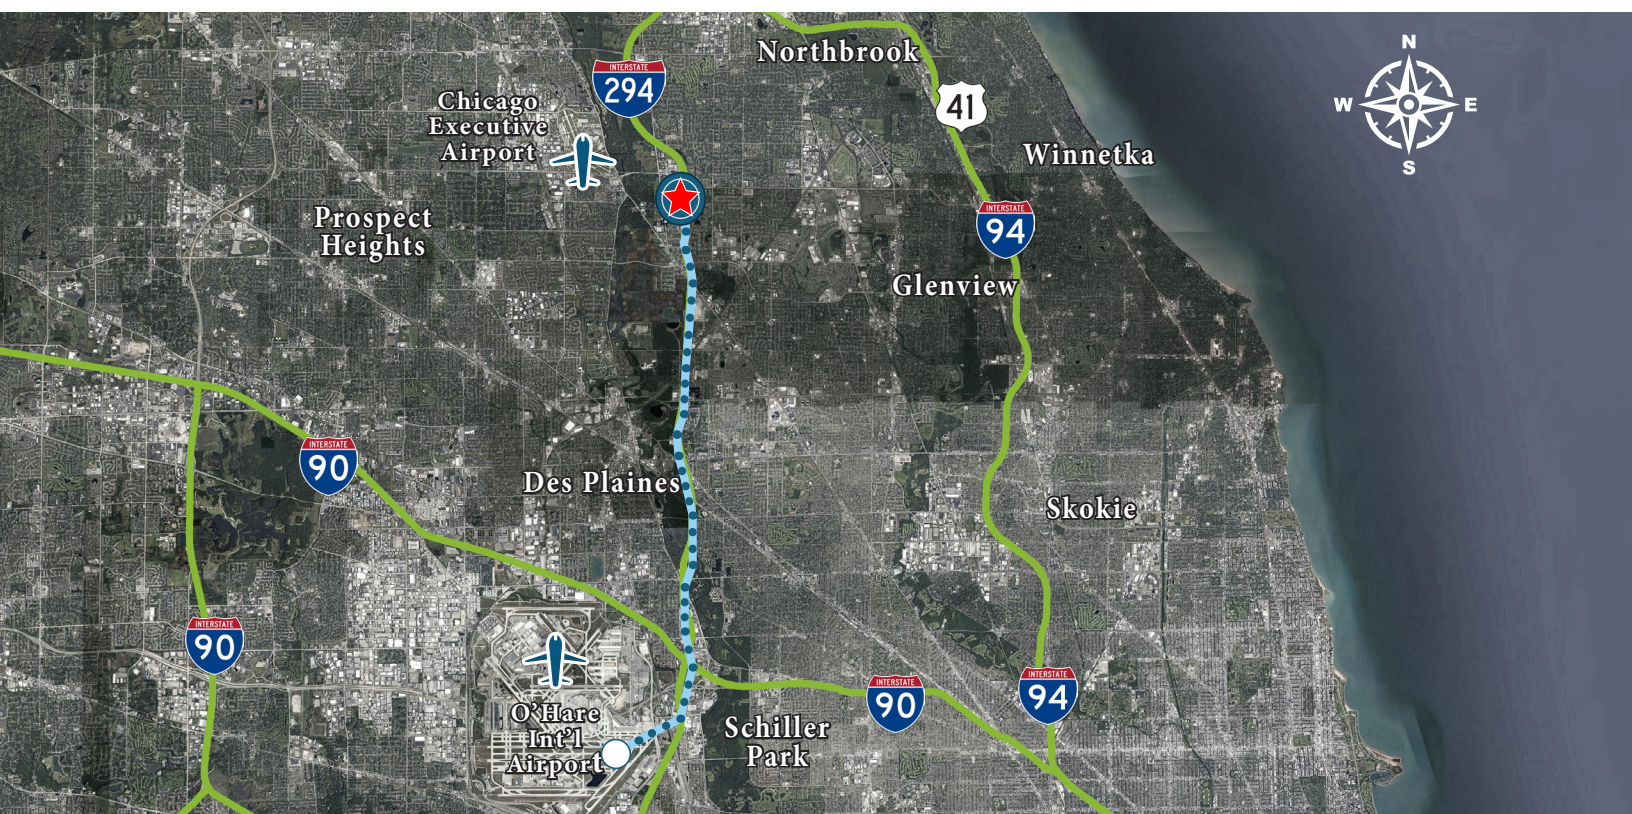 Northbrook
N
W
E
S
INTERSTATE
294
41
Chicago
Executive
Airport
Winnetka
Prospect
Heights
INTERSTATE
94
Glenview
INTERSTATE
90
Des Plaines
Skokie
INTERSTATE
90
INTERSTATE
90
INTERSTATE
94
O'Hare
Int'l
Airport
Schiller
Park